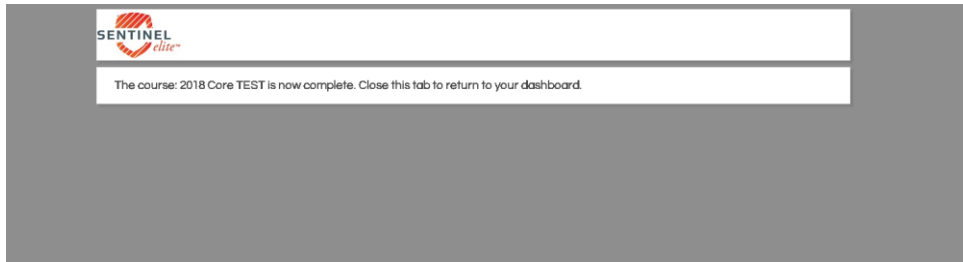 SENTINEL
elite™
The course: 2018 Core TEST is now complete. Close this tab to return to your dashboard.